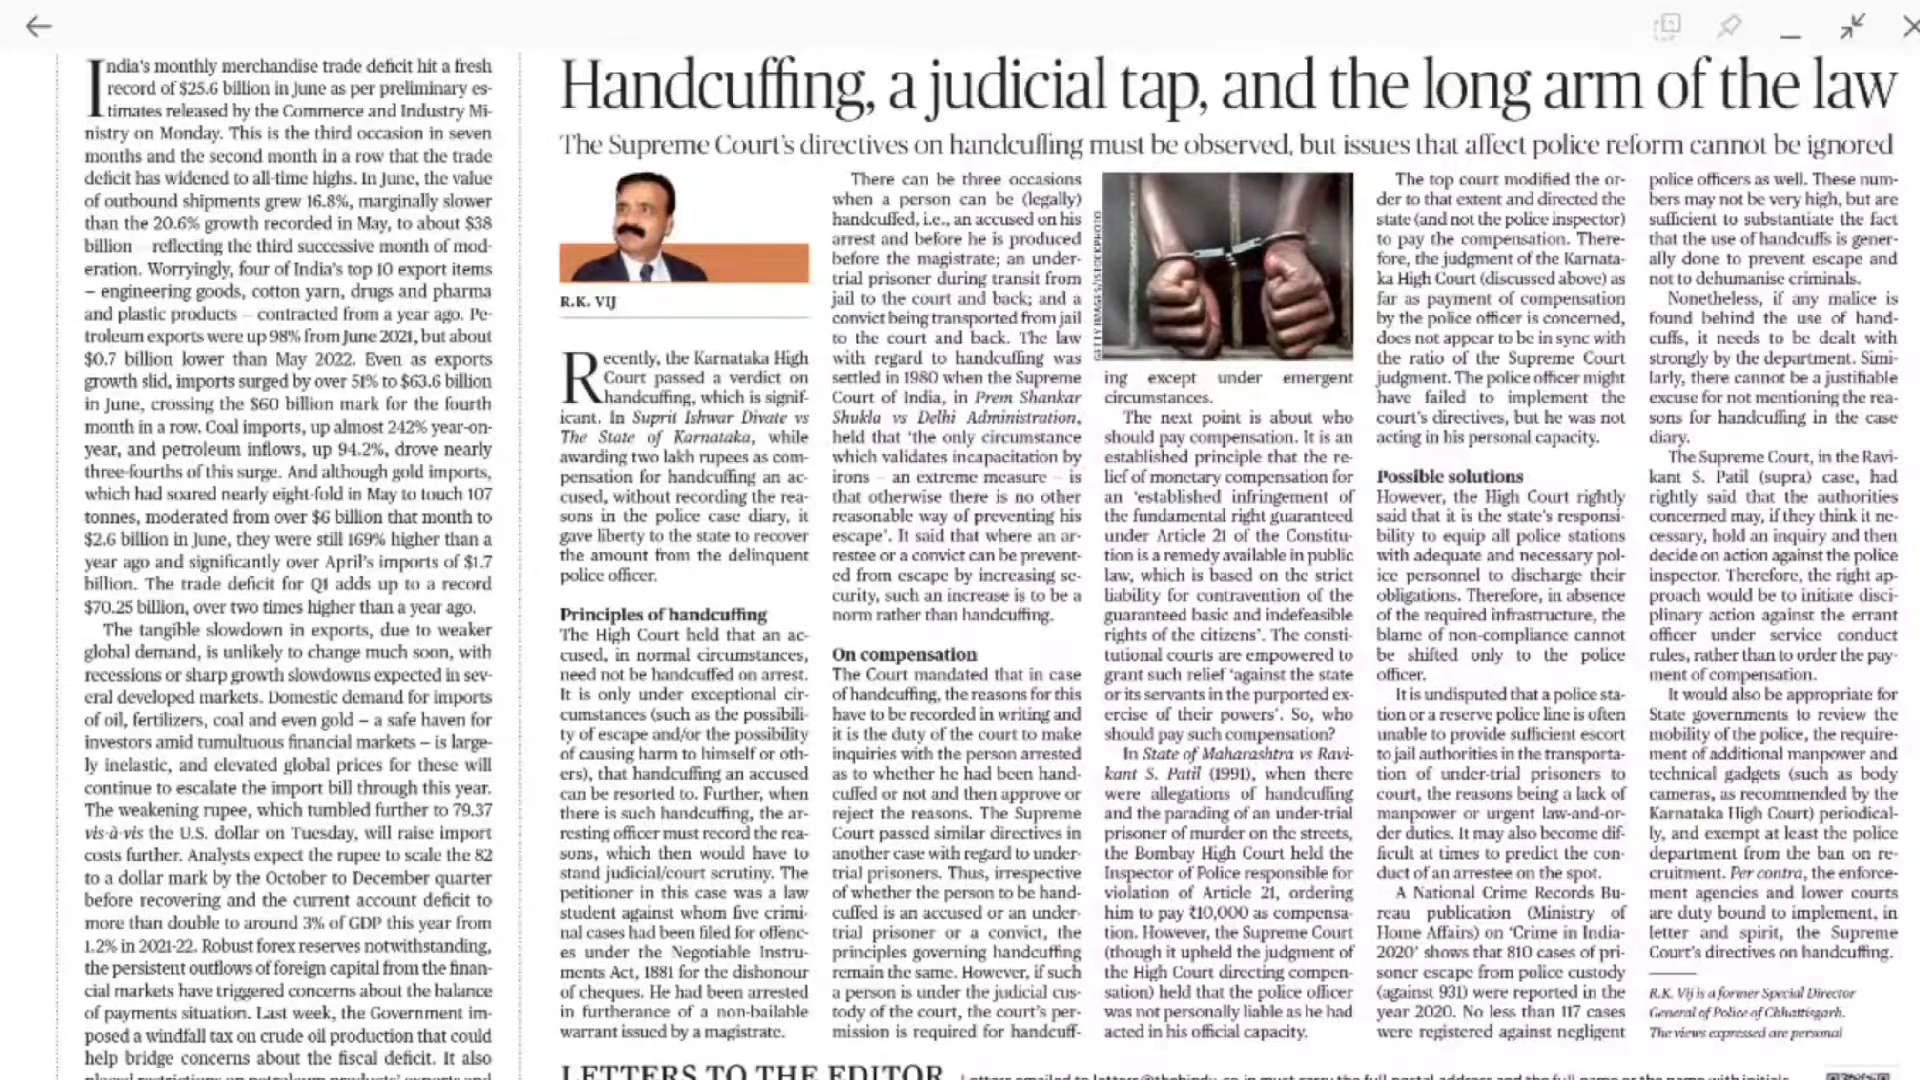 India's monthly merchandise trade deficit hit a fresh
record of $25.6 billion in June as per preliminary es-
timates released by the Commerce and Industry Mi-
nistry on Monday. This is the third occasion in seven
months and the second month in a row that the trade
deficit has widened to all-time highs. In June, the value
of outbound shipments grew 16.8%, marginally slower
than the 20.6% growth recorded in May, to about $38
billion – reflecting the third successive month of mod-
eration. Worryingly, four of India's top 10 export items
– engineering goods, cotton yarn, drugs and pharma
and plastic products – contracted from a year ago. Pe-
troleum exports were up 98% from June 2021, but about
$0.7 billion lower than May 2022. Even as exports
growth slid, imports surged by over 51% to $63.6 billion
in June, crossing the $60 billion mark for the fourth
month in a row. Coal imports, up almost 242% year-on-
year, and petroleum inflows, up 94.2%, drove nearly
three-fourths of this surge. And although gold imports,
which had soared nearly eight-fold in May to touch 107
tonnes, moderated from over $6 billion that month to
$2.6 billion in June, they were still 169% higher than a
year ago and significantly over April's imports of $1.7
billion. The trade deficit for Q1 adds up to a record
$70.25 billion, over two times higher than a year ago.
The tangible slowdown in exports, due to weaker
global demand, is unlikely to change much soon, with
recessions or sharp growth slowdowns expected in sev-
eral developed markets. Domestic demand for imports
of oil, fertilizers, coal and even gold – a safe haven for
investors amid tumultuous financial markets – is large-
ly inelastic, and elevated global prices for these will
continue to escalate the import bill through this year.
The weakening rupee, which tumbled further to 79.37
vis-à-vis the U.S. dollar on Tuesday, will raise import
costs further. Analysts expect the rupee to scale the 82
to a dollar mark by the October to December quarter
before recovering and the current account deficit to
more than double to around 3% of GDP this year from
1.2% in 2021-22. Robust forex reserves notwithstanding,
the persistent outflows of foreign capital from the finan-
cial markets have triggered concerns about the balance
of payments situation. Last week, the Government im-
posed a windfall tax on crude oil production that could
help bridge concerns about the fiscal deficit. It also
Handcuffing, a judicial tap, and the long arm of the law
The Supreme Court's directives on handcuffing must be observed, but issues that affect police reform cannot be ignored
R.K. VIJ
Recently, the Karnataka High
Court passed a verdict on
handcuffing, which is signif-
icant. In Suprit Ishwar Divate vs
The State of Karnataka, while
awarding two lakh rupees as com-
pensation for handcuffing an ac-
cused, without recording the rea-
sons in the police case diary, it
gave liberty to the state to recover
the amount from the delinquent
police officer.
Principles of handcuffing
The High Court held that an ac-
cused, in normal circumstances,
need not be handcuffed on arrest.
It is only under exceptional cir-
cumstances (such as the possibili-
ty of escape and/or the possibility
of causing harm to himself or oth-
ers), that handcuffing an accused
can be resorted to. Further, when
there is such handcuffing, the ar-
resting officer must record the rea-
sons, which then would have to
stand judicial/court scrutiny. The
petitioner in this case was a law
student against whom five crimi-
nal cases had been filed for offenc-
es under the Negotiable Instru-
ments Act, 1881 for the dishonour
of cheques. He had been arrested
in furtherance of a non-bailable
warrant issued by a magistrate.
There can be three occasions
when a person can be (legally)
handcuffed, i.e., an accused on his
arrest and before he is produced
before the magistrate; an under-
trial prisoner during transit from
jail to the court and back; and a
convict being transported from jail
to the court and back. The law
with regard to handcuffing was
settled in 1980 when the Supreme
Court of India, in Prem Shankar
Shukla vs Delhi Administration,
held that 'the only circumstance
which validates incapacitation by
irons – an extreme measure – is
that otherwise there is no other
reasonable way of preventing his
escape'. It said that where an ar-
restee or a convict can be prevent-
ed from escape by increasing se-
curity, such an increase is to be a
norm rather than handcuffing.
On compensation
The Court mandated that in case
of handcuffing, the reasons for this
have to be recorded in writing and
it is the duty of the court to make
inquiries with the person arrested
as to whether he had been hand-
cuffed or not and then approve or
reject the reasons. The Supreme
Court passed similar directives in
another case with regard to under-
trial prisoners. Thus, irrespective
of whether the person to be hand-
cuffed is an accused or an under-
trial prisoner or a convict, the
principles governing handcuffing
remain the same. However, if such
a person is under the judicial cus-
tody of the court, the court's per-
mission is required for handcuff-
GETTY IMAGES/ISTOCKPHOTO
ing except under emergent
circumstances.
The next point is about who
should pay compensation. It is an
established principle that the re-
lief of monetary compensation for
an 'established infringement of
the fundamental right guaranteed
under Article 21 of the Constitu-
tion is a remedy available in public
law, which is based on the strict
liability for contravention of the
guaranteed basic and indefeasible
rights of the citizens'. The consti-
tutional courts are empowered to
grant such relief 'against the state
or its servants in the purported ex-
ercise of their powers'. So, who
should pay such compensation?
In State of Maharashtra vs Ravi-
kant S. Patil (1991), when there
were allegations of handcuffing
and the parading of an under-trial
prisoner of murder on the streets,
the Bombay High Court held the
Inspector of Police responsible for
violation of Article 21, ordering
him to pay ₹10,000 as compensa-
tion. However, the Supreme Court
(though it upheld the judgment of
the High Court directing compen-
sation) held that the police officer
was not personally liable as he had
acted in his official capacity.
The top court modified the or-
der to that extent and directed the
state (and not the police inspector)
to pay the compensation. There-
fore, the judgment of the Karnata-
ka High Court (discussed above) as
far as payment of compensation
by the police officer is concerned,
does not appear to be in sync with
the ratio of the Supreme Court
judgment. The police officer might
have failed to implement the
court's directives, but he was not
acting in his personal capacity.
Possible solutions
However, the High Court rightly
said that it is the state's responsi-
bility to equip all police stations
with adequate and necessary pol-
ice personnel to discharge their
obligations. Therefore, in absence
of the required infrastructure, the
blame of non-compliance cannot
be shifted only to the police
officer.
It is undisputed that a police sta-
tion or a reserve police line is often
unable to provide sufficient escort
to jail authorities in the transporta-
tion of under-trial prisoners to
court, the reasons being a lack of
manpower or urgent law-and-or-
der duties. It may also become dif-
ficult at times to predict the con-
duct of an arrestee on the spot.
A National Crime Records Bu-
reau publication (Ministry of
Home Affairs) on 'Crime in India-
2020' shows that 810 cases of pri-
soner escape from police custody
(against 931) were reported in the
year 2020. No less than 117 cases
were registered against negligent
police officers as well. These num-
bers may not be very high, but are
sufficient to substantiate the fact
that the use of handcuffs is gener-
ally done to prevent escape and
not to dehumanise criminals.
Nonetheless, if any malice is
found behind the use of hand-
cuffs, it needs to be dealt with
strongly by the department. Simi-
larly, there cannot be a justifiable
excuse for not mentioning the rea-
sons for handcuffing in the case
diary.
The Supreme Court, in the Ravi-
kant S. Patil (supra) case, had
rightly said that the authorities
concerned may, if they think it ne-
cessary, hold an inquiry and then
decide on action against the police
inspector. Therefore, the right ap-
proach would be to initiate disci-
plinary action against the errant
officer under service conduct
rules, rather than to order the pay-
ment of compensation.
It would also be appropriate for
State governments to review the
mobility of the police, the require-
ment of additional manpower and
technical gadgets (such as body
cameras, as recommended by the
Karnataka High Court) periodical-
ly, and exempt at least the police
department from the ban on re-
cruitment. Per contra, the enforce-
ment agencies and lower courts
are duty bound to implement, in
letter and spirit, the Supreme
Court's directives on handcuffing.
R.K. Vij is a former Special Director
General of Police of Chhattisgarh.
The views expressed are personal
LETTERS TO THE EDITOR